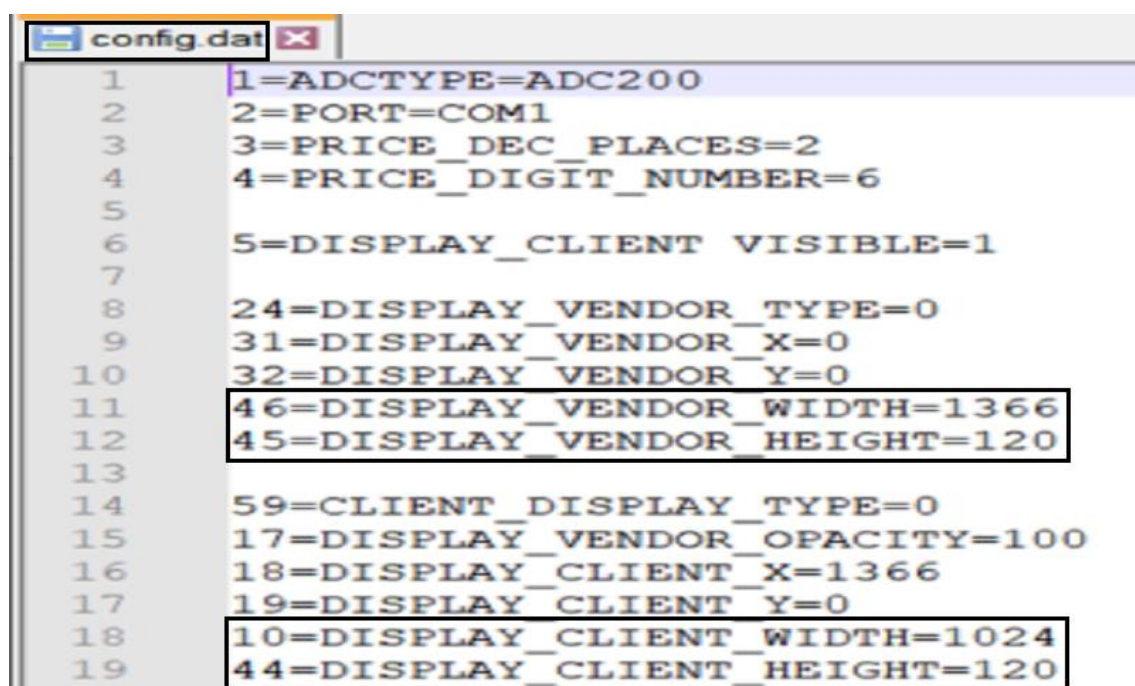 config.dat
1 1=ADCTYPE=ADC200
2 2=PORT=COM1
3 3=PRICE_DEC_PLACES=2
4 4=PRICE_DIGIT_NUMBER=6
5
6 5=DISPLAY_CLIENT VISIBLE=1
7
8 24=DISPLAY_VENDOR_TYPE=0
9 31=DISPLAY_VENDOR_X=0
10 32=DISPLAY_VENDOR_Y=0
11 46=DISPLAY_VENDOR_WIDTH=1366
12 45=DISPLAY_VENDOR_HEIGHT=120
13
14 59=CLIENT_DISPLAY_TYPE=0
15 17=DISPLAY_VENDOR_OPACITY=100
16 18=DISPLAY_CLIENT_X=1366
17 19=DISPLAY_CLIENT_Y=0
18 10=DISPLAY_CLIENT_WIDTH=1024
19 44=DISPLAY_CLIENT_HEIGHT=120